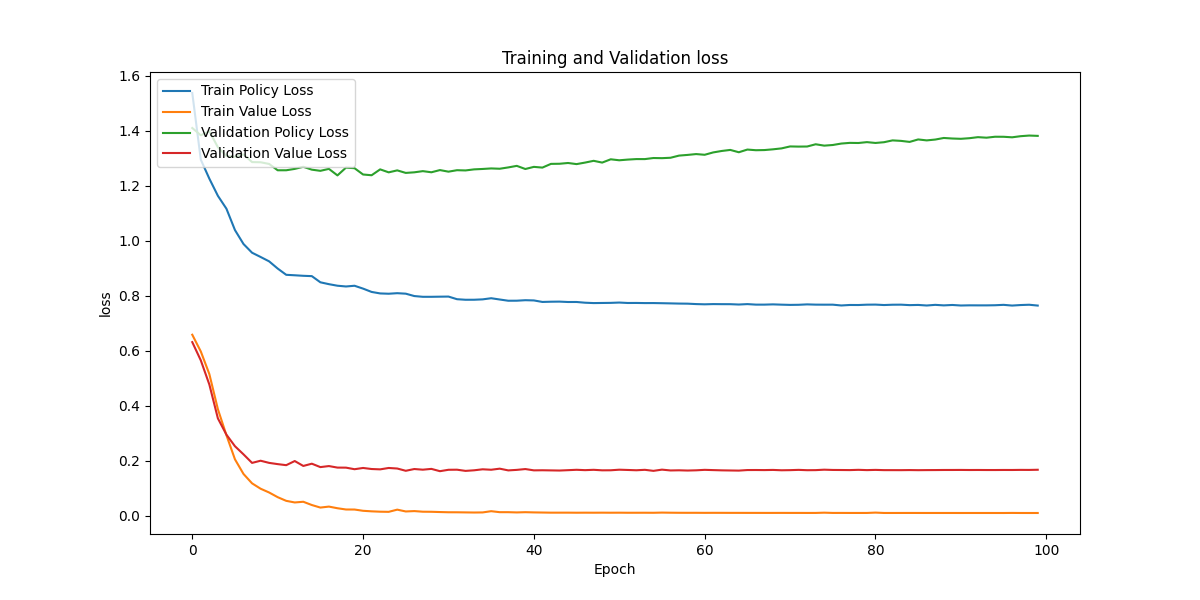 Training and Validation loss
1.6
1.4
1.2
1.0
0.8
0.6
0.4
0.2
0.0
loss
Train Policy Loss
Train Value Loss
Validation Policy Loss
Validation Value Loss
0 20 40 60 80 100
Epoch